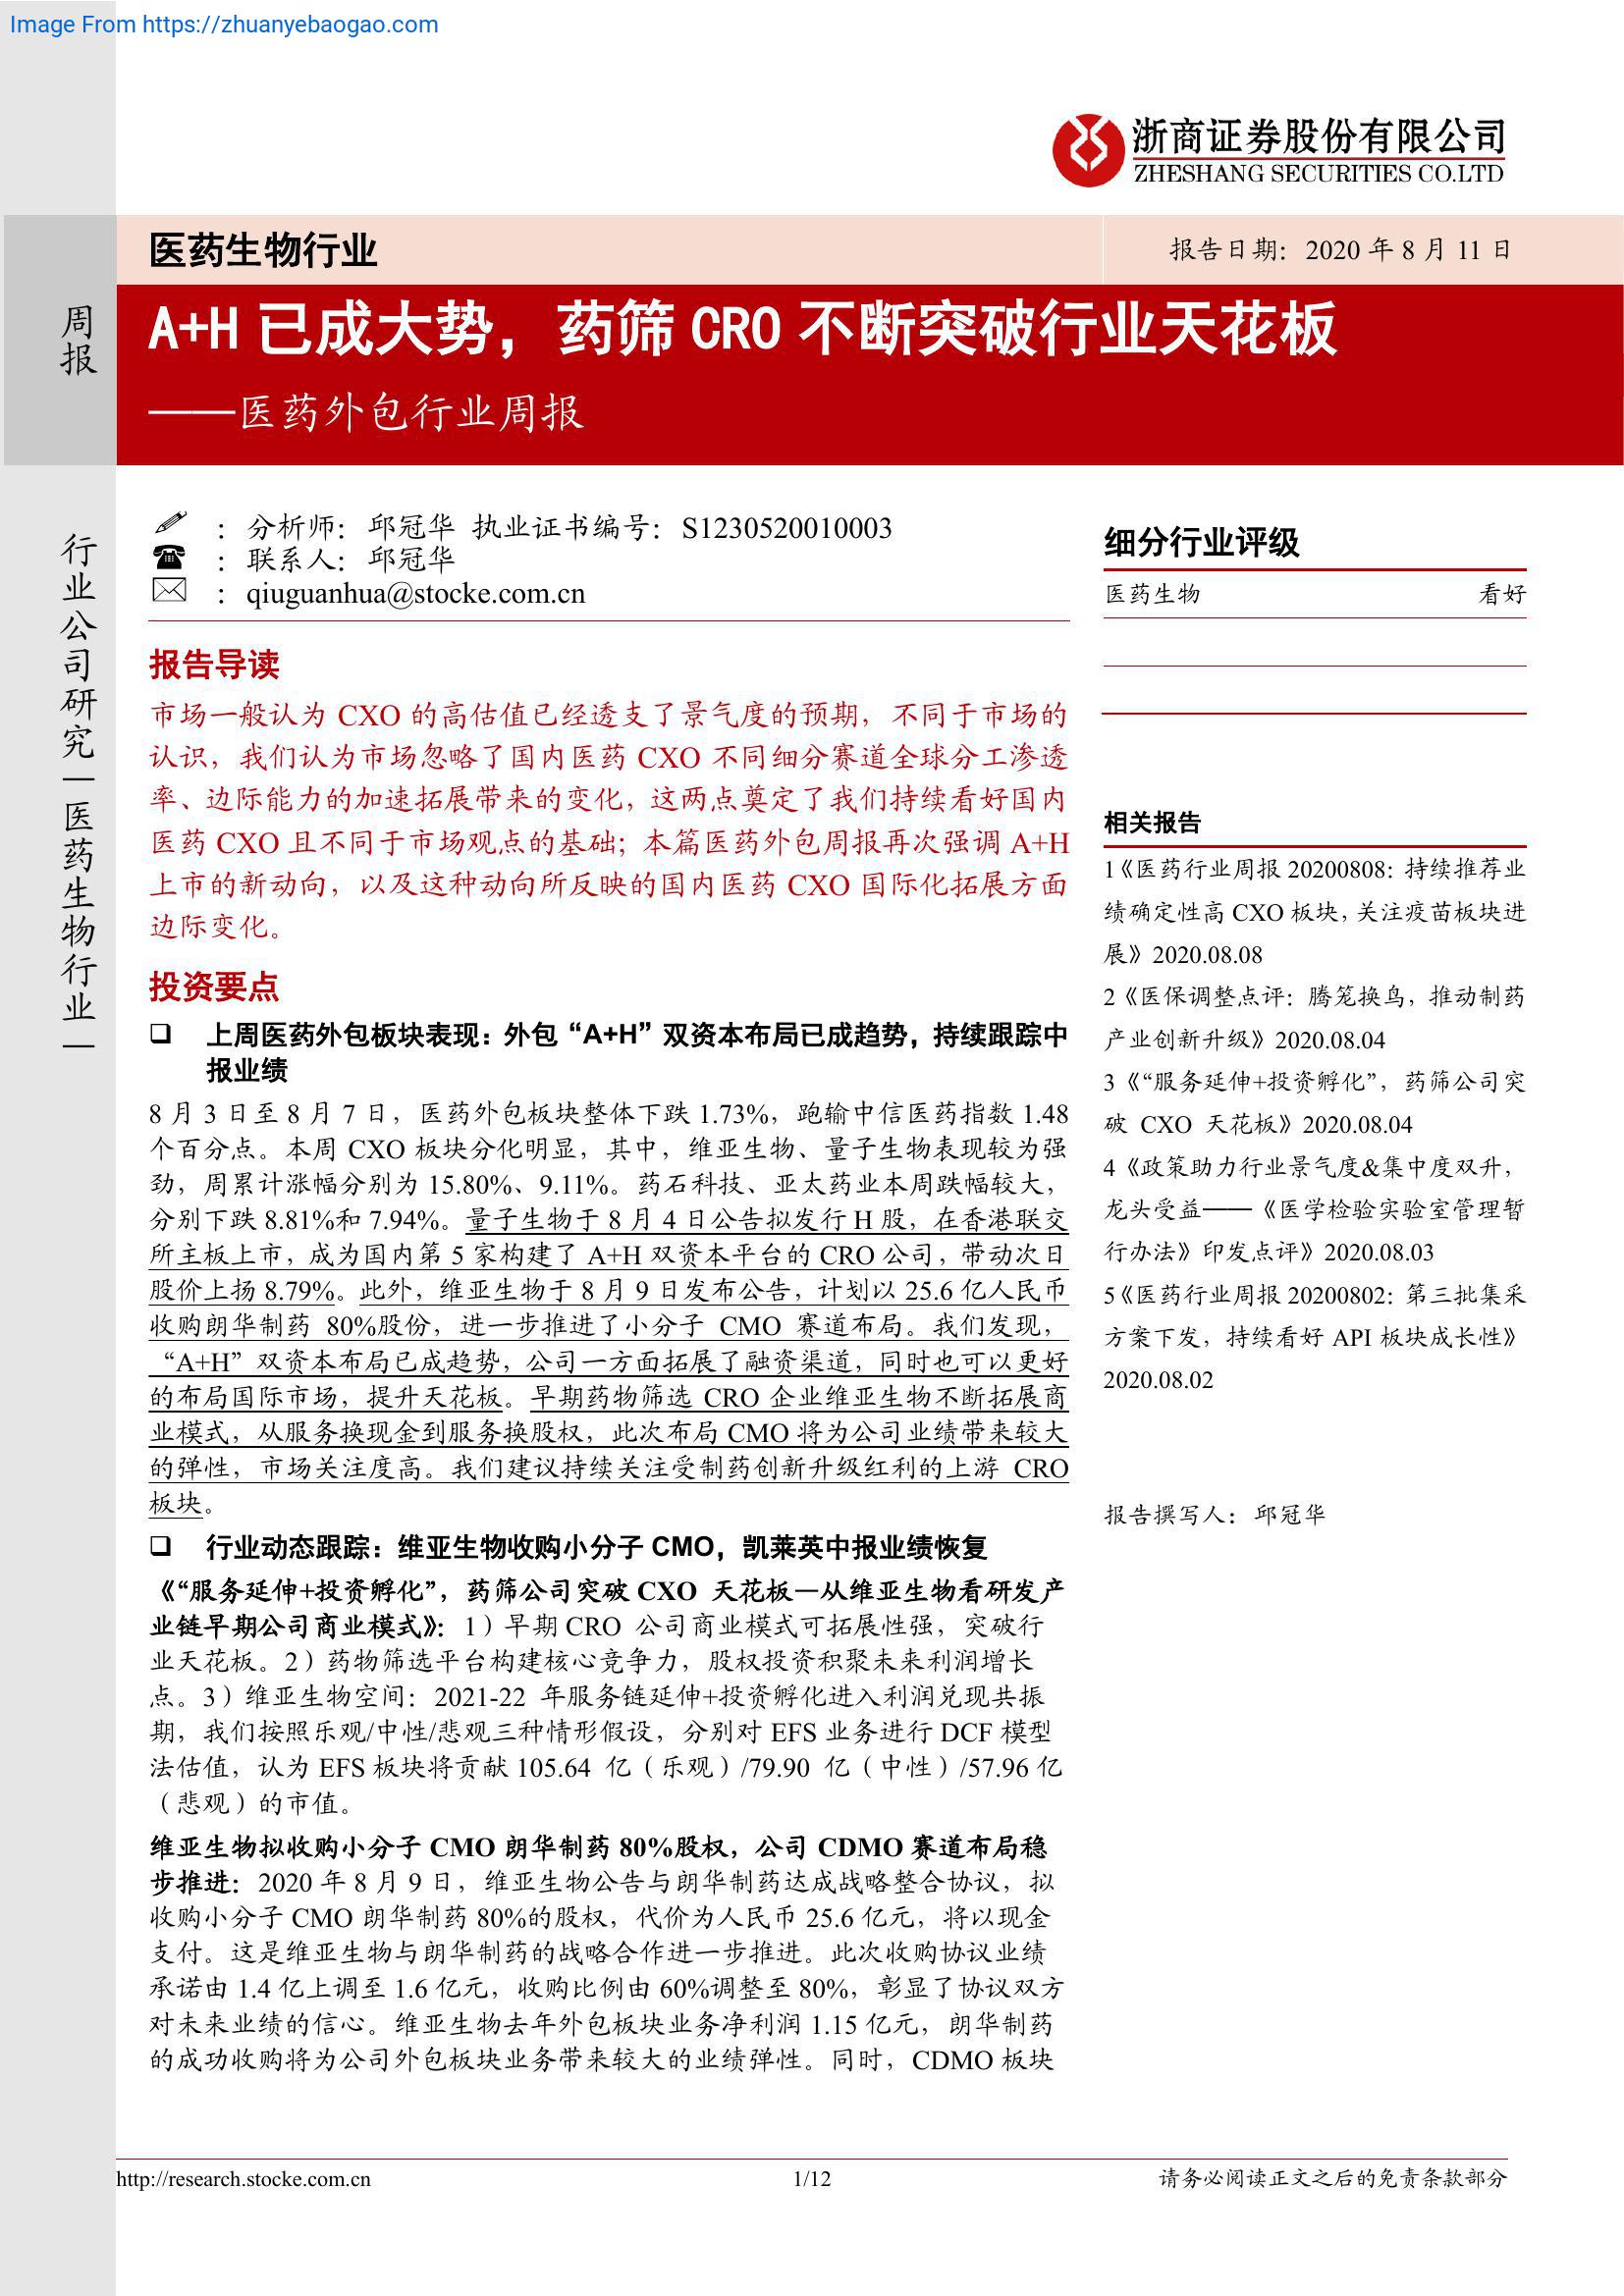 Image From https://zhuanyebaogao.com
浙商证券股份有限公司
ZHESHANG SECURITIES CO.LTD
医药生物行业
报告日期：2020 年 8 月 11 日
周报
A+H 已成大势，药筛 CRO 不断突破行业天花板
——医药外包行业周报
行业公司研究—医药生物行业—
：分析师：邱冠华 执业证书编号：S1230520010003
：联系人：邱冠华
：qiuguanhua@stocke.com.cn
报告导读
市场一般认为 CXO 的高估值已经透支了景气度的预期，不同于市场的
认识，我们认为市场忽略了国内医药 CXO 不同细分赛道全球分工渗透
率、边际能力的加速拓展带来的变化，这两点奠定了我们持续看好国内
医药 CXO 且不同于市场观点的基础；本篇医药外包周报再次强调 A+H
上市的新动向，以及这种动向所反映的国内医药 CXO 国际化拓展方面
边际变化。
投资要点
❑ 上周医药外包板块表现：外包“A+H”双资本布局已成趋势，持续跟踪中
报业绩
8 月 3 日至 8 月 7 日，医药外包板块整体下跌 1.73%，跑输中信医药指数 1.48
个百分点。本周 CXO 板块分化明显，其中，维亚生物、量子生物表现较为强
劲，周累计涨幅分别为 15.80%、9.11%。药石科技、亚太药业本周跌幅较大，
分别下跌 8.81%和 7.94%。量子生物于 8 月 4 日公告拟发行 H 股，在香港联交
所主板上市，成为国内第 5 家构建了 A+H 双资本平台的 CRO 公司，带动次日
股价上扬 8.79%。此外，维亚生物于 8 月 9 日发布公告，计划以 25.6 亿人民币
收购朗华制药 80%股份，进一步推进了小分子 CMO 赛道布局。我们发现，
“A+H”双资本布局已成趋势，公司一方面拓展了融资渠道，同时也可以更好
的布局国际市场，提升天花板。早期药物筛选 CRO 企业维亚生物不断拓展商
业模式，从服务换现金到服务换股权，此次布局 CMO 将为公司业绩带来较大
的弹性，市场关注度高。我们建议持续关注受制药创新升级红利的上游 CRO
板块。
❑ 行业动态跟踪：维亚生物收购小分子 CMO，凯莱英中报业绩恢复
《“服务延伸+投资孵化”，药筛公司突破 CXO 天花板—从维亚生物看研发产
业链早期公司商业模式》：1）早期 CRO 公司商业模式可拓展性强，突破行
业天花板。2）药物筛选平台构建核心竞争力，股权投资积聚未来利润增长
点。3）维亚生物空间：2021-22 年服务链延伸+投资孵化进入利润兑现共振
期，我们按照乐观/中性/悲观三种情形假设，分别对 EFS 业务进行 DCF 模型
法估值，认为 EFS 板块将贡献 105.64 亿（乐观）/79.90 亿（中性）/57.96 亿
（悲观）的市值。
维亚生物拟收购小分子 CMO 朗华制药 80%股权，公司 CDMO 赛道布局稳
步推进：2020 年 8 月 9 日，维亚生物公告与朗华制药达成战略整合协议，拟
收购小分子 CMO 朗华制药 80%的股权，代价为人民币 25.6 亿元，将以现金
支付。这是维亚生物与朗华制药的战略合作进一步推进。此次收购协议业绩
承诺由 1.4 亿上调至 1.6 亿元，收购比例由 60%调整至 80%，彰显了协议双方
对未来业绩的信心。维亚生物去年外包板块业务净利润 1.15 亿元，朗华制药
的成功收购将为公司外包板块业务带来较大的业绩弹性。同时，CDMO 板块
细分行业评级
医药生物 看好
相关报告
1《医药行业周报 20200808：持续推荐业
绩确定性高 CXO 板块，关注疫苗板块进
展》2020.08.08
2《医保调整点评：腾笼换鸟，推动制药
产业创新升级》2020.08.04
3《“服务延伸+投资孵化”，药筛公司突
破 CXO 天花板》2020.08.04
4《政策助力行业景气度&集中度双升，
龙头受益——《医学检验实验室管理暂
行办法》印发点评》2020.08.03
5《医药行业周报 20200802：第三批集采
方案下发，持续看好 API 板块成长性》
2020.08.02
报告撰写人：邱冠华
http://research.stocke.com.cn
1/12
请务必阅读正文之后的免责条款部分